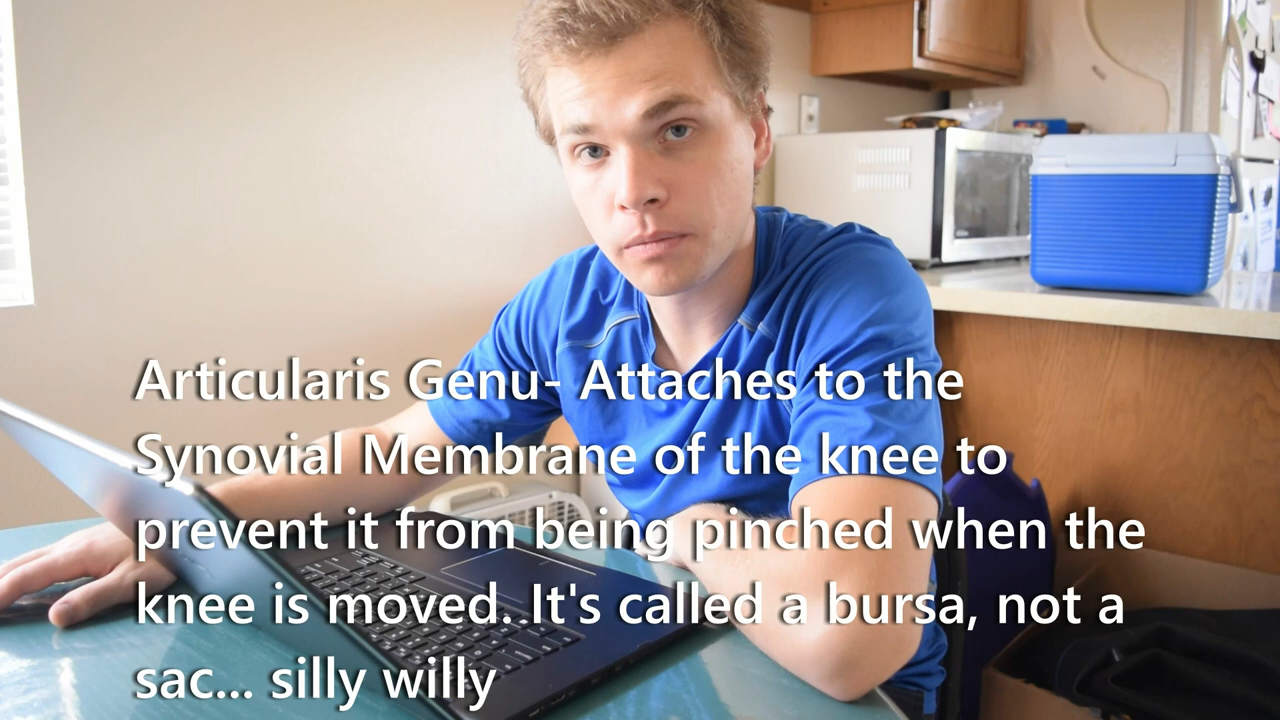 Articularis Genu- Attaches to the
Synovial Membrane of the knee to
prevent it from being pinched when the
knee is moved. It's called a bursa, not a
sac... silly willy